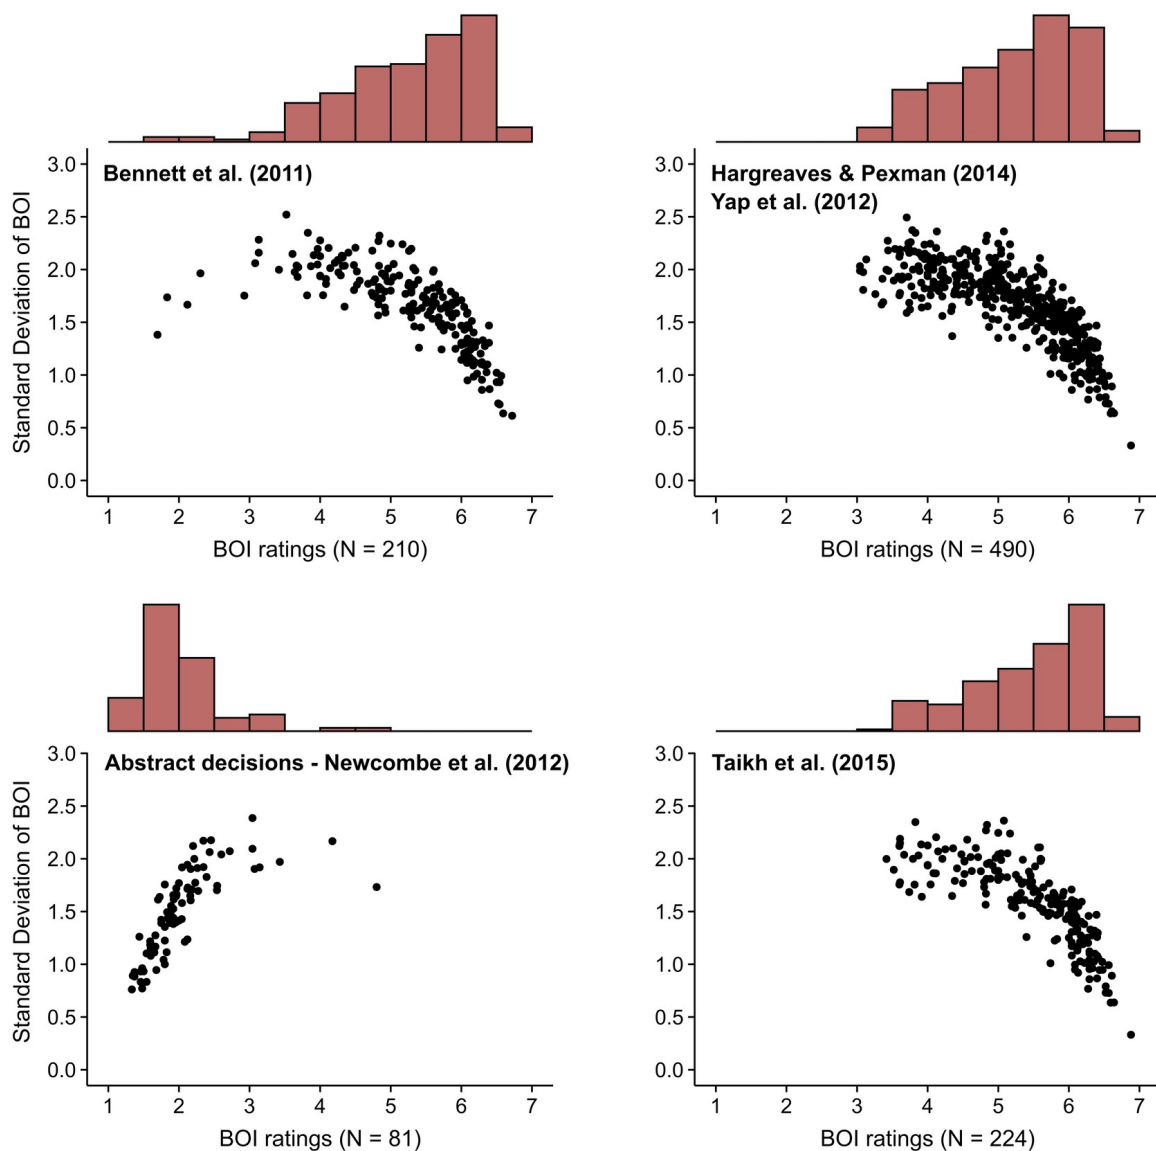 Bennett et al. (2011)
Standard Deviation of BOI
3.0
2.5
2.0
1.5
1.0
0.5
0.0
1 2 3 4 5 6 7
BOI ratings (N = 210)
Hargreaves & Pexman (2014)
Yap et al. (2012)
3.0
2.5
2.0
1.5
1.0
0.5
0.0
1 2 3 4 5 6 7
BOI ratings (N = 490)
Abstract decisions - Newcombe et al. (2012)
Standard Deviation of BOI
3.0
2.5
2.0
1.5
1.0
0.5
0.0
1 2 3 4 5 6 7
BOI ratings (N = 81)
Taikh et al. (2015)
3.0
2.5
2.0
1.5
1.0
0.5
0.0
1 2 3 4 5 6 7
BOI ratings (N = 224)